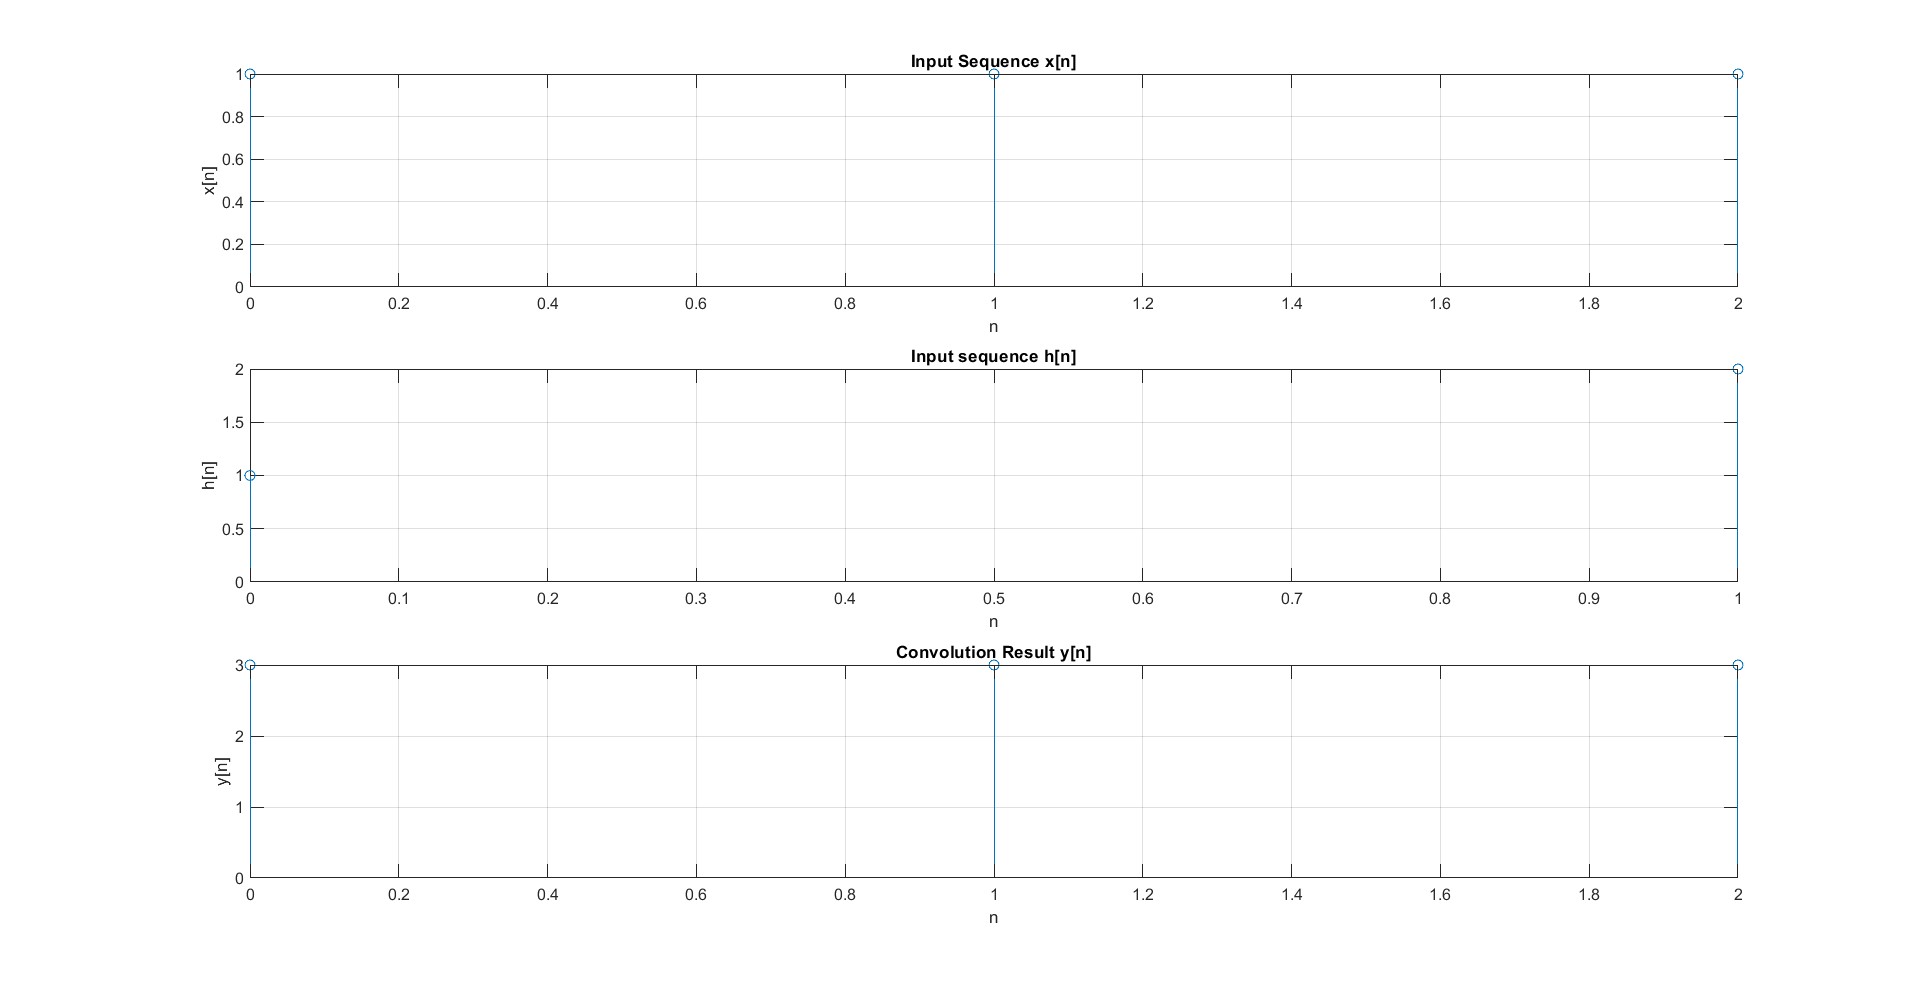 Input Sequence x[n]
1
0.8
0.6
0.4
0.2
0
x[n]
0 0.2 0.4 0.6 0.8 1 1.2 1.4 1.6 1.8 2
n
Input sequence h[n]
2
1.5
1
0.5
0
h[n]
0 0.1 0.2 0.3 0.4 0.5 0.6 0.7 0.8 0.9 1
n
Convolution Result y[n]
3
2
1
0
y[n]
0 0.2 0.4 0.6 0.8 1 1.2 1.4 1.6 1.8 2
n